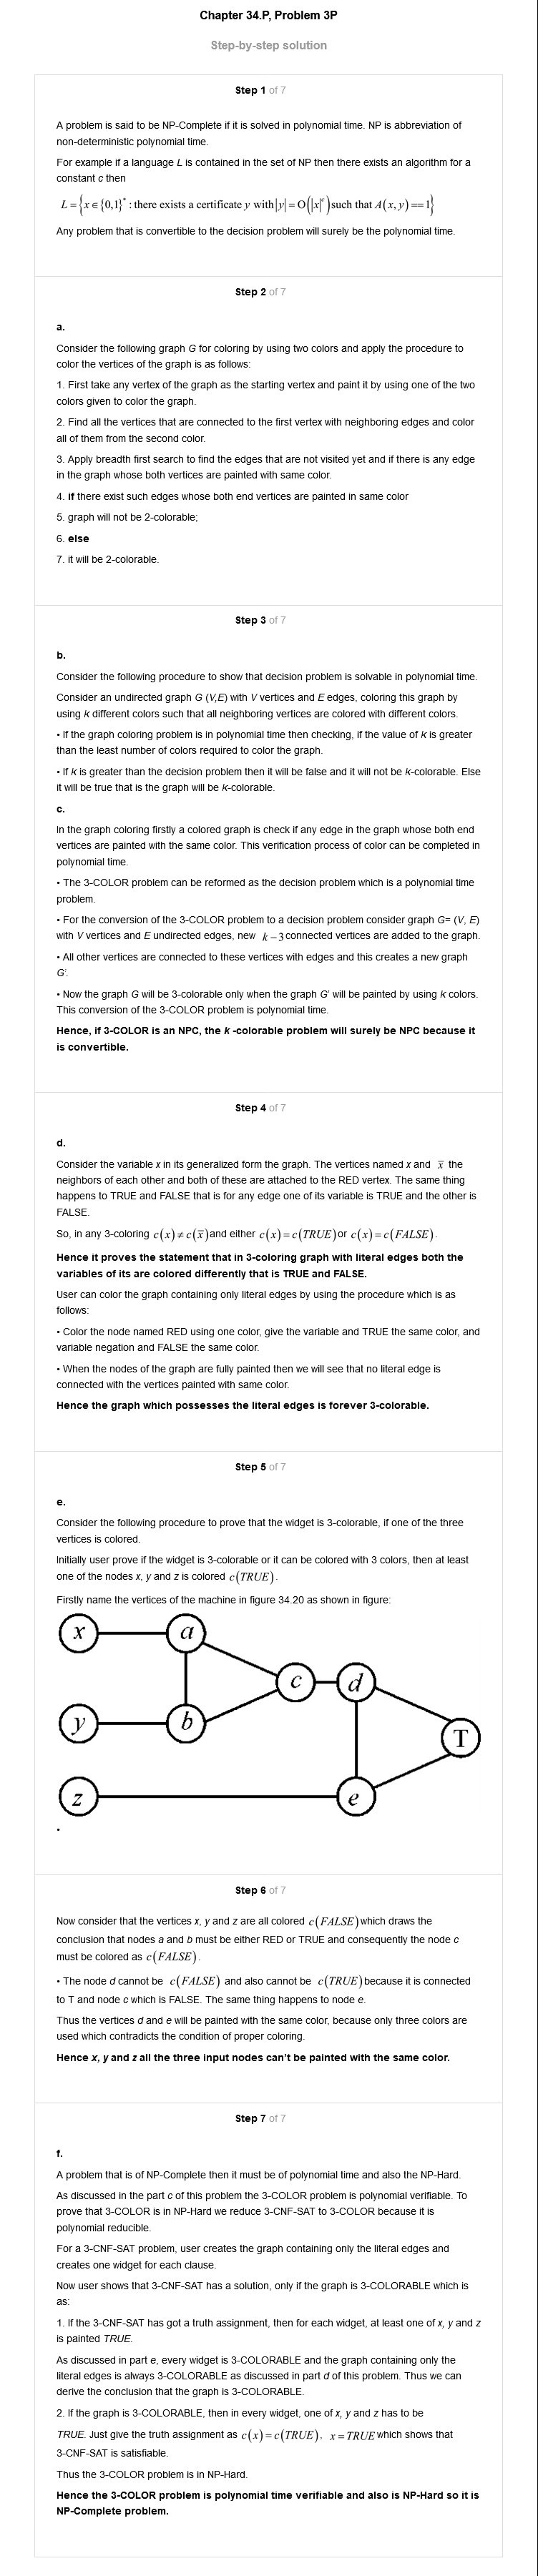 Chapter 34.P, Problem 3P
Step-by-step solution
Step 1 of 7
A problem is said to be NP-Complete if it is solved in polynomial time. NP is abbreviation of
non-deterministic polynomial time.
For example if a language L is contained in the set of NP then there exists an algorithm for a
constant c then
L = {x ∈ {0,1}* : there exists a certificate y with |y| = O(|x|^c) such that A(x, y) == 1}
Any problem that is convertible to the decision problem will surely be the polynomial time.
Step 2 of 7
a.
Consider the following graph G for coloring by using two colors and apply the procedure to
color the vertices of the graph is as follows:
1. First take any vertex of the graph as the starting vertex and paint it by using one of the two
colors given to color the graph.
2. Find all the vertices that are connected to the first vertex with neighboring edges and color
all of them from the second color.
3. Apply breadth first search to find the edges that are not visited yet and if there is any edge
in the graph whose both vertices are painted with same color.
4. if there exist such edges whose both end vertices are painted in same color
5. graph will not be 2-colorable;
6. else
7. it will be 2-colorable.
Step 3 of 7
b.
Consider the following procedure to show that decision problem is solvable in polynomial time.
Consider an undirected graph G (V,E) with V vertices and E edges, coloring this graph by
using k different colors such that all neighboring vertices are colored with different colors.
• If the graph coloring problem is in polynomial time then checking, if the value of k is greater
than the least number of colors required to color the graph.
• If k is greater than the decision problem then it will be false and it will not be k-colorable. Else
it will be true that is the graph will be k-colorable.
c.
In the graph coloring firstly a colored graph is check if any edge in the graph whose both end
vertices are painted with the same color. This verification process of color can be completed in
polynomial time.
• The 3-COLOR problem can be reformed as the decision problem which is a polynomial time
problem.
• For the conversion of the 3-COLOR problem to a decision problem consider graph G= (V, E)
with V vertices and E undirected edges, new k – 3 connected vertices are added to the graph.
• All other vertices are connected to these vertices with edges and this creates a new graph
G'.
• Now the graph G will be 3-colorable only when the graph G' will be painted by using k colors.
This conversion of the 3-COLOR problem is polynomial time.
Hence, if 3-COLOR is an NPC, the k -colorable problem will surely be NPC because it
is convertible.
Step 4 of 7
d.
Consider the variable x in its generalized form the graph. The vertices named x and x̅ the
neighbors of each other and both of these are attached to the RED vertex. The same thing
happens to TRUE and FALSE that is for any edge one of its variable is TRUE and the other is
FALSE.
So, in any 3-coloring c(x) ≠ c(x̅) and either c(x) = c(TRUE) or c(x) = c(FALSE).
Hence it proves the statement that in 3-coloring graph with literal edges both the
variables of its are colored differently that is TRUE and FALSE.
User can color the graph containing only literal edges by using the procedure which is as
follows:
• Color the node named RED using one color, give the variable and TRUE the same color, and
variable negation and FALSE the same color.
• When the nodes of the graph are fully painted then we will see that no literal edge is
connected with the vertices painted with same color.
Hence the graph which possesses the literal edges is forever 3-colorable.
Step 5 of 7
e.
Consider the following procedure to prove that the widget is 3-colorable, if one of the three
vertices is colored.
Initially user prove if the widget is 3-colorable or it can be colored with 3 colors, then at least
one of the nodes x, y and z is colored c(TRUE).
Firstly name the vertices of the machine in figure 34.20 as shown in figure:
x a
c d
y b T
z e
•
Step 6 of 7
Now consider that the vertices x, y and z are all colored c(FALSE) which draws the
conclusion that nodes a and b must be either RED or TRUE and consequently the node c
must be colored as c(FALSE).
• The node d cannot be c(FALSE) and also cannot be c(TRUE) because it is connected
to T and node c which is FALSE. The same thing happens to node e.
Thus the vertices d and e will be painted with the same color, because only three colors are
used which contradicts the condition of proper coloring.
Hence x, y and z all the three input nodes can't be painted with the same color.
Step 7 of 7
f.
A problem that is of NP-Complete then it must be of polynomial time and also the NP-Hard.
As discussed in the part c of this problem the 3-COLOR problem is polynomial verifiable. To
prove that 3-COLOR is in NP-Hard we reduce 3-CNF-SAT to 3-COLOR because it is
polynomial reducible.
For a 3-CNF-SAT problem, user creates the graph containing only the literal edges and
creates one widget for each clause.
Now user shows that 3-CNF-SAT has a solution, only if the graph is 3-COLORABLE which is
as:
1. If the 3-CNF-SAT has got a truth assignment, then for each widget, at least one of x, y and z
is painted TRUE.
As discussed in part e, every widget is 3-COLORABLE and the graph containing only the
literal edges is always 3-COLORABLE as discussed in part d of this problem. Thus we can
derive the conclusion that the graph is 3-COLORABLE.
2. If the graph is 3-COLORABLE, then in every widget, one of x, y and z has to be
TRUE. Just give the truth assignment as c(x) = c(TRUE). x = TRUE which shows that
3-CNF-SAT is satisfiable.
Thus the 3-COLOR problem is in NP-Hard.
Hence the 3-COLOR problem is polynomial time verifiable and also is NP-Hard so it is
NP-Complete problem.